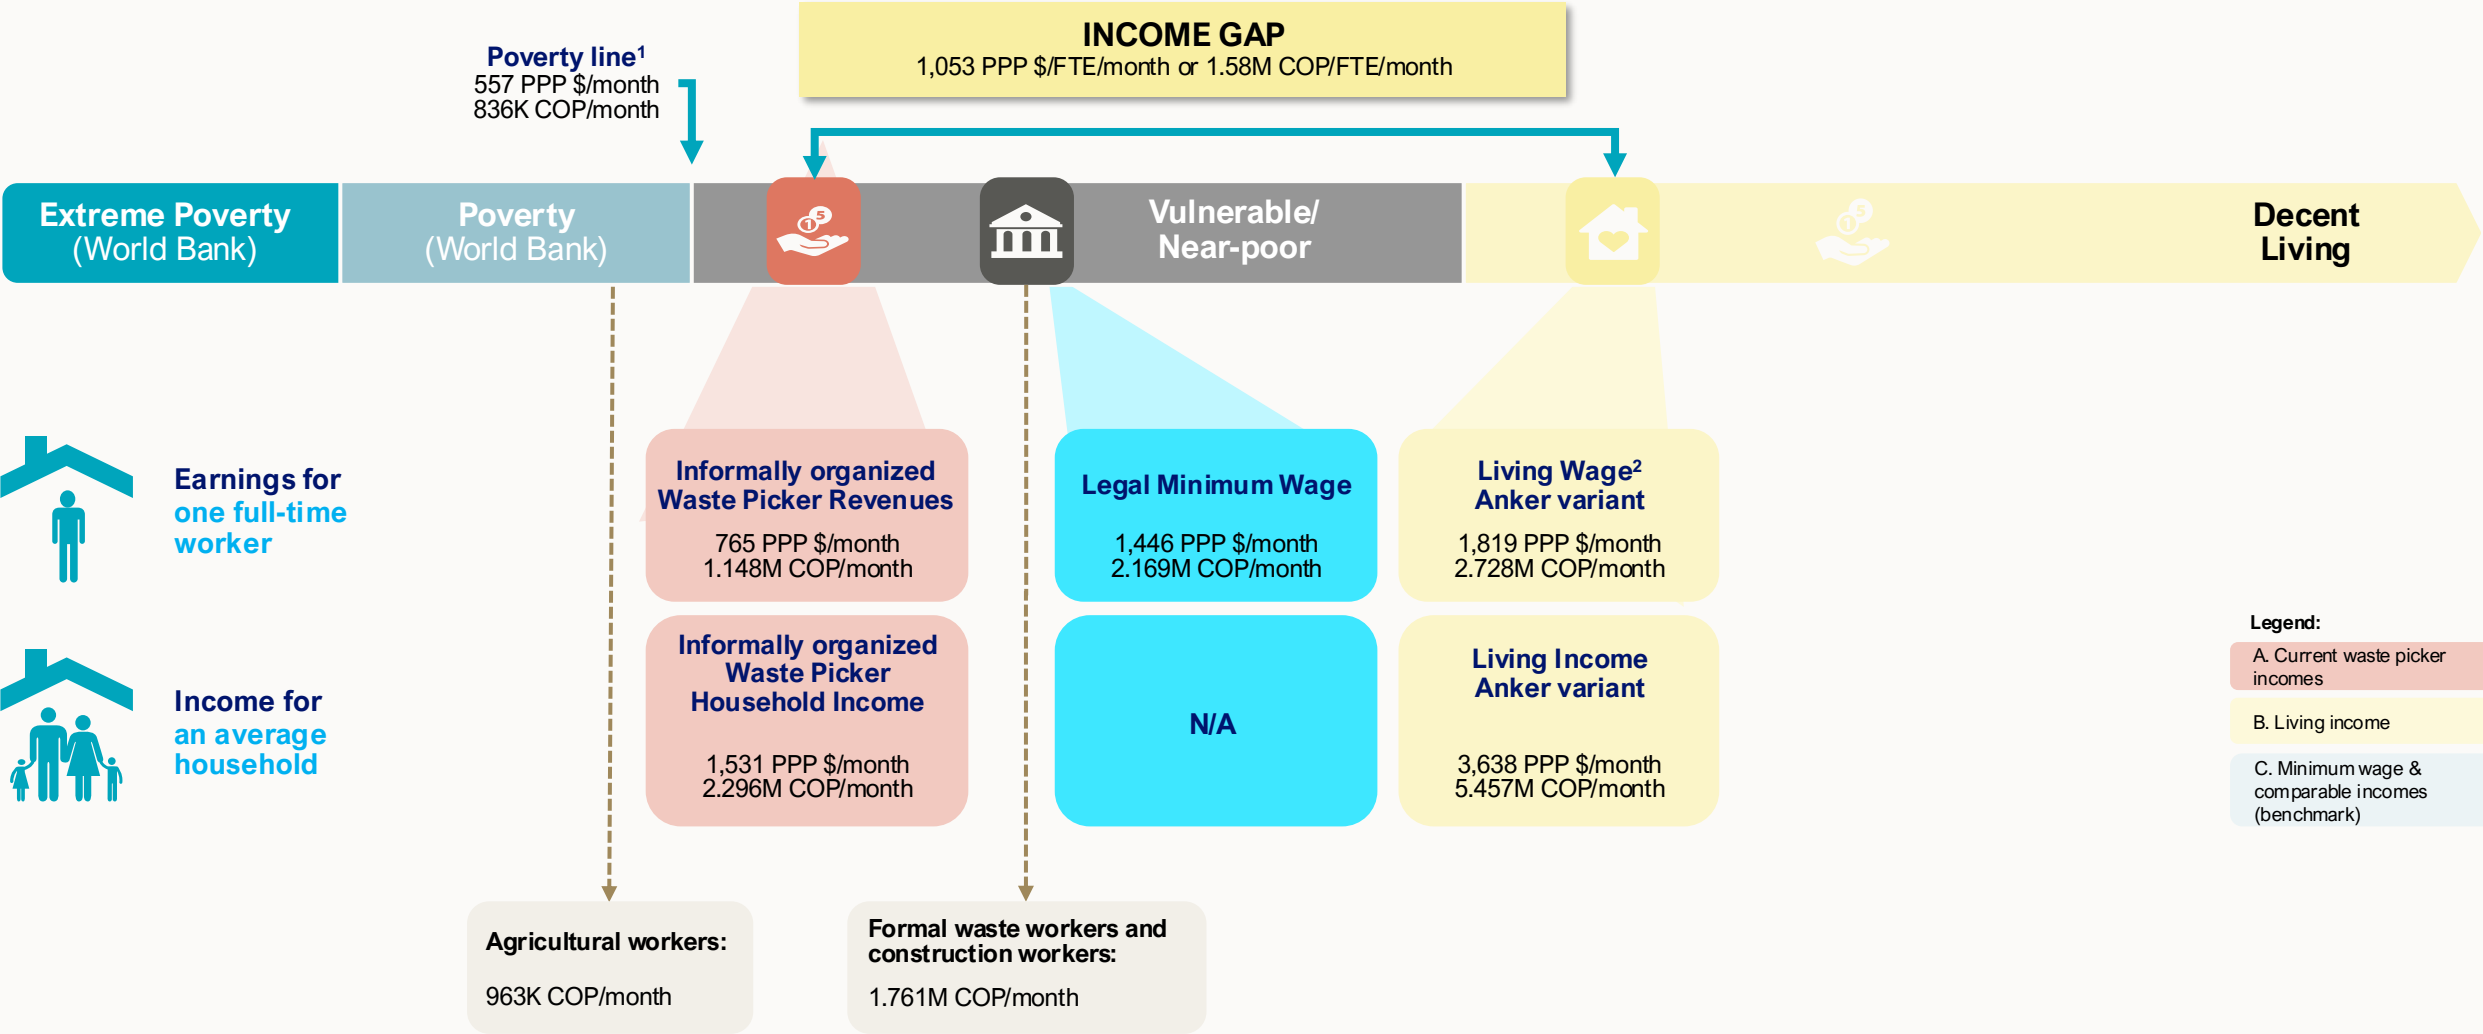 INCOME GAP
1,053 PPP $/FTE/month or 1.58M COP/FTE/month
Poverty line¹
557 PPP $/month
836K COP/month
Extreme Poverty
(World Bank)
Poverty
(World Bank)
1
5
Vulnerable/
Near-poor
1
5
Decent
Living
Earnings for
one full-time
worker
Informally organized
Waste Picker Revenues
765 PPP $/month
1.148M COP/month
Legal Minimum Wage
1,446 PPP $/month
2.169M COP/month
Living Wage²
Anker variant
1,819 PPP $/month
2.728M COP/month
Income for
an average
household
Informally organized
Waste Picker
Household Income
1,531 PPP $/month
2.296M COP/month
N/A
Living Income
Anker variant
3,638 PPP $/month
5.457M COP/month
Legend:
A. Current waste picker
incomes
B. Living income
C. Minimum wage &
comparable incomes
(benchmark)
Agricultural workers:
963K COP/month
Formal waste workers and
construction workers:
1.761M COP/month